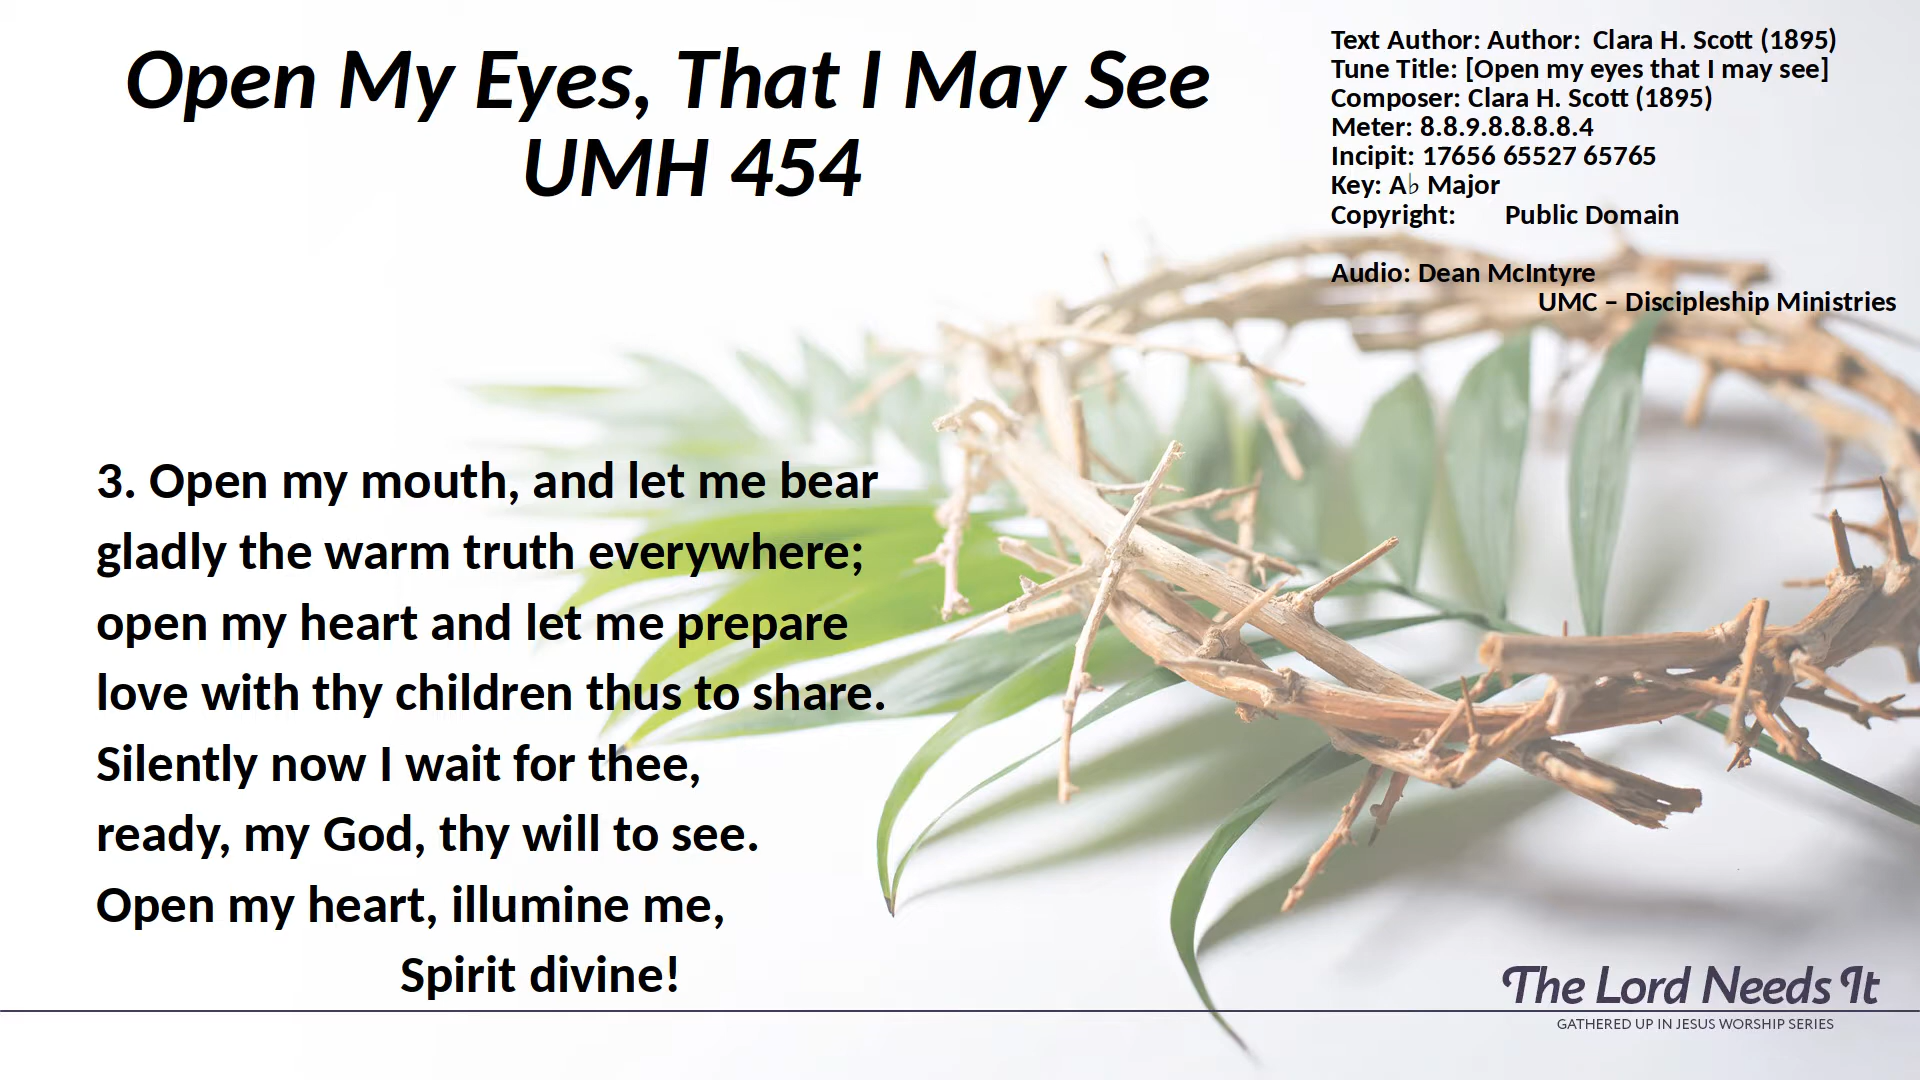 Open My Eyes, That I May See
UMH 454
Text Author: Author: Clara H. Scott (1895)
Tune Title: [Open my eyes that I may see]
Composer: Clara H. Scott (1895)
Meter: 8.8.9.8.8.8.8.4
Incipit: 17656 65527 65765
Key: A♭ Major
Copyright: Public Domain
Audio: Dean McIntyre
UMC – Discipleship Ministries
3. Open my mouth, and let me bear
gladly the warm truth everywhere;
open my heart and let me prepare
love with thy children thus to share.
Silently now I wait for thee,
ready, my God, thy will to see.
Open my heart, illumine me,
Spirit divine!
The Lord Needs It
GATHERED UP IN JESUS WORSHIP SERIES